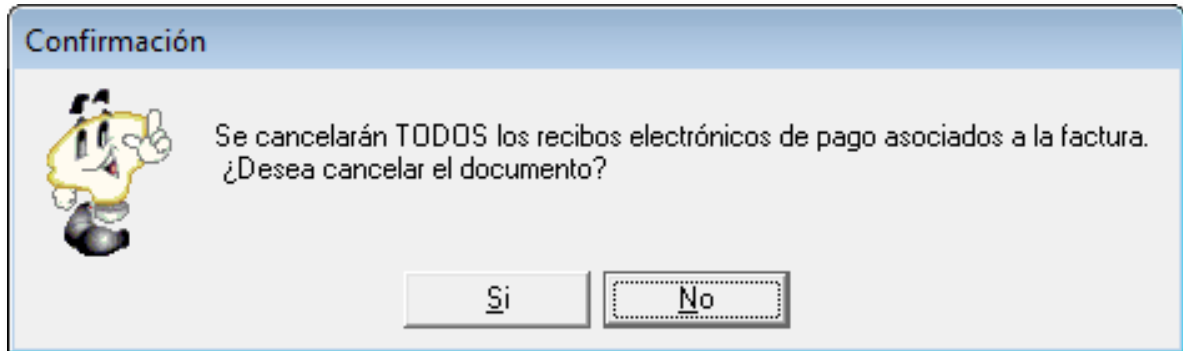 Confirmación
Se cancelarán TODOS los recibos electrónicos de pago asociados a la factura.
¿Desea cancelar el documento?
Si
No